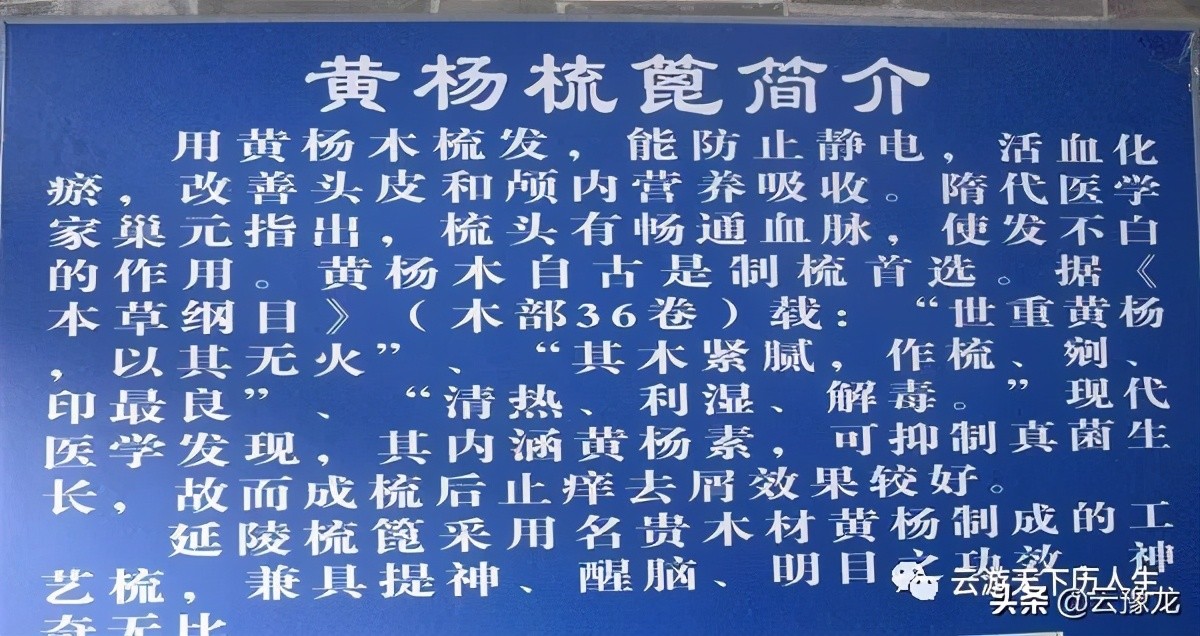 黄杨梳篦简介
用黄杨木梳发，能防止静电，活血化
瘀，改善头皮和颅内营养吸收。隋代医学
家巢元指出，梳头有畅通血脉，使发不白
的作用。黄杨木自古是制梳首选。据《
本草纲目》（木部36卷）载：“世重黄杨
，以其无火”、“其木紧腻，作梳、剜、
印最良”、“清热、利湿、解毒。”现代
医学发现，其内涵黄杨素，可抑制真菌生
长，故而成梳后止痒去屑效果较好。
延陵梳篦采用名贵木材黄杨制成的工
艺梳，兼具提神、醒脑、明目之功效，神
奇无比
云游天下历人生
头条@云豫龙